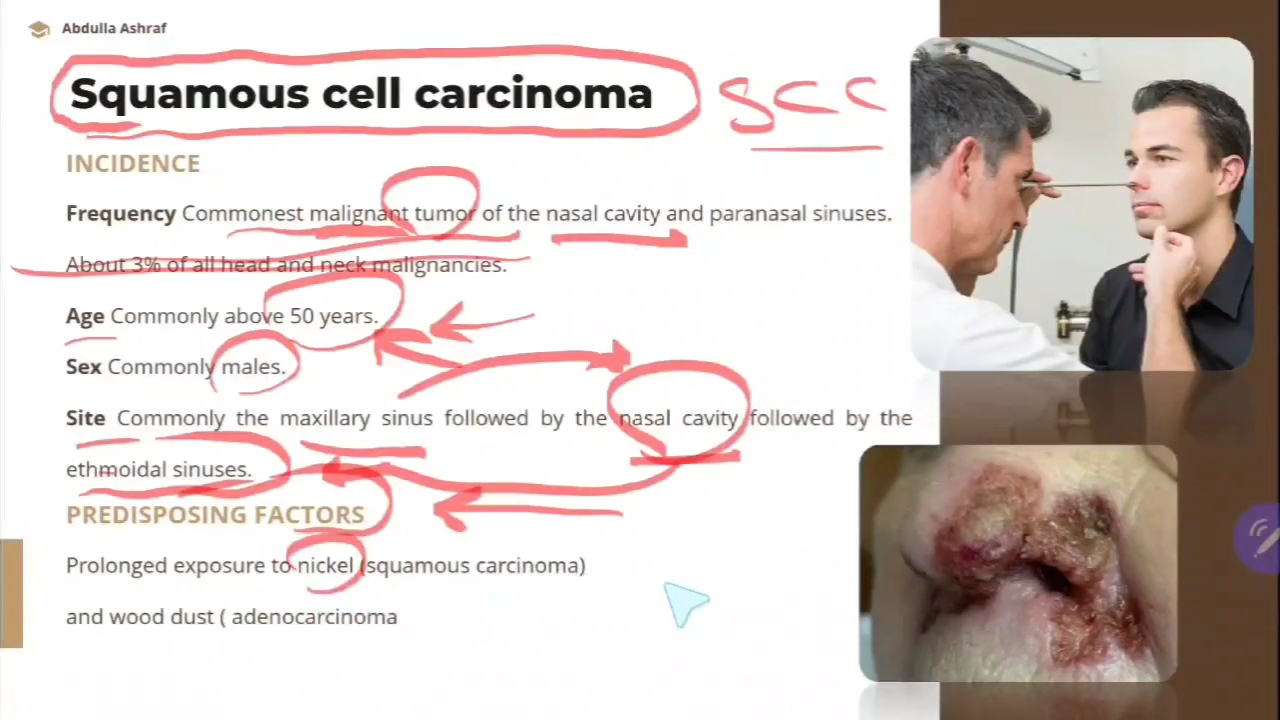 Abdulla Ashraf
Squamous cell carcinoma SCC
INCIDENCE
Frequency Commonest malignant tumor of the nasal cavity and paranasal sinuses.
About 3% of all head and neck malignancies.
Age Commonly above 50 years.
Sex Commonly males.
Site Commonly the maxillary sinus followed by the nasal cavity followed by the
ethmoidal sinuses.
PREDISPOSING FACTORS
Prolonged exposure to nickel (squamous carcinoma)
and wood dust ( adenocarcinoma